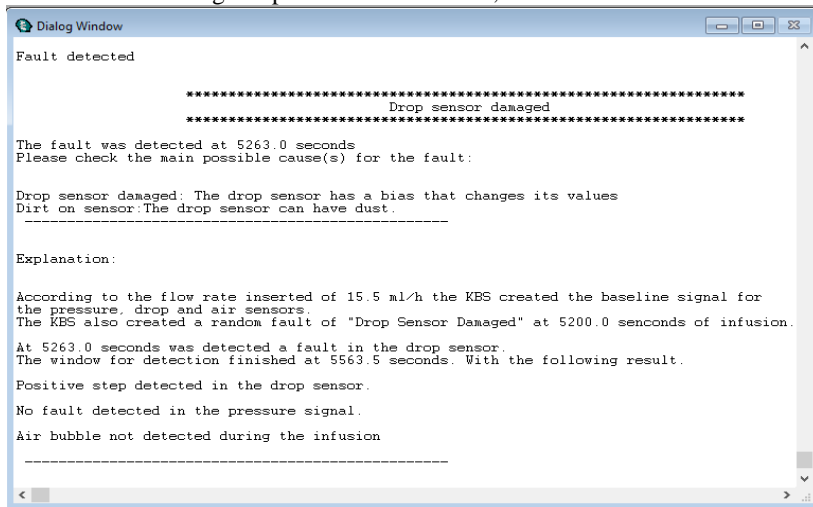 Dialog Window
Fault detected
******************************************************************
Drop sensor damaged
******************************************************************
The fault was detected at 5263.0 seconds
Please check the main possible cause(s) for the fault:
Drop sensor damaged: The drop sensor has a bias that changes its values
Dirt on sensor:The drop sensor can have dust.
--------------------------------------------------
Explanation:
According to the flow rate inserted of 15.5 ml/h the KBS created the baseline signal for
the pressure, drop and air sensors.
The KBS also created a random fault of "Drop Sensor Damaged" at 5200.0 senconds of infusion.
At 5263.0 seconds was detected a fault in the drop sensor.
The window for detection finished at 5563.5 seconds. With the following result.
Positive step detected in the drop sensor.
No fault detected in the pressure signal.
Air bubble not detected during the infusion
--------------------------------------------------